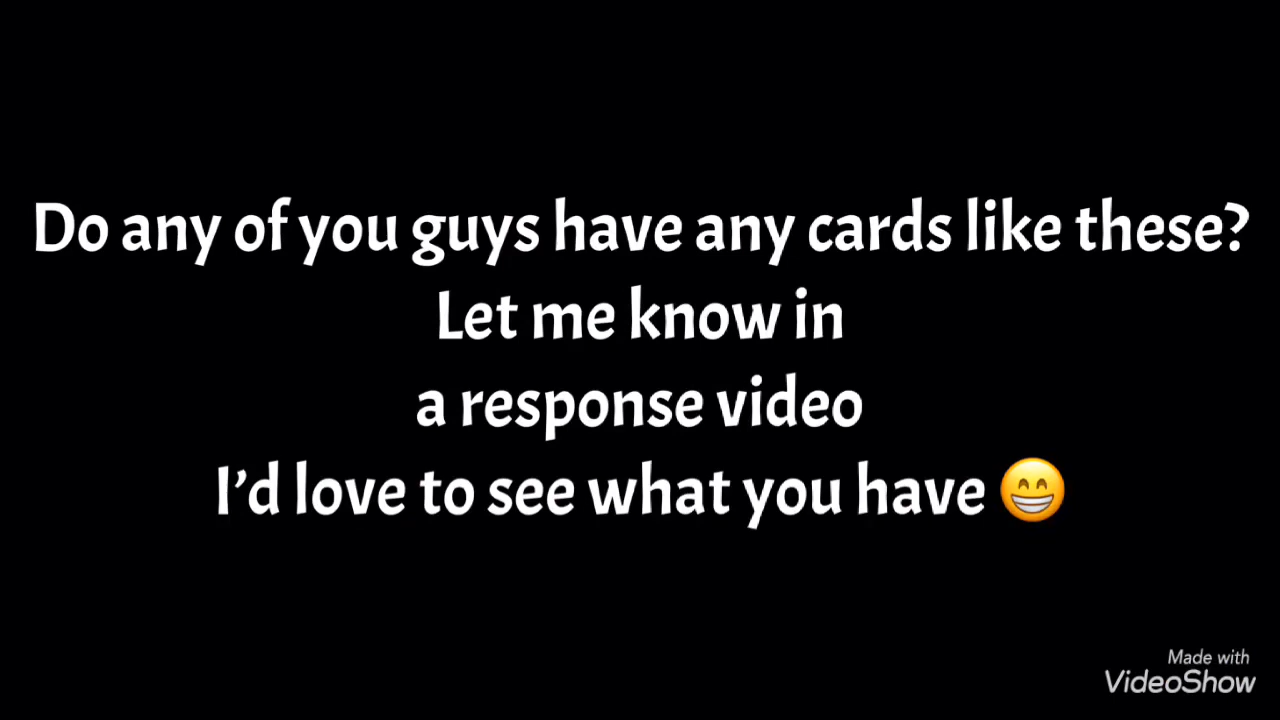 Do any of you guys have any cards like these?
Let me know in
a response video
I’d love to see what you have 😁
Made with
VideoShow